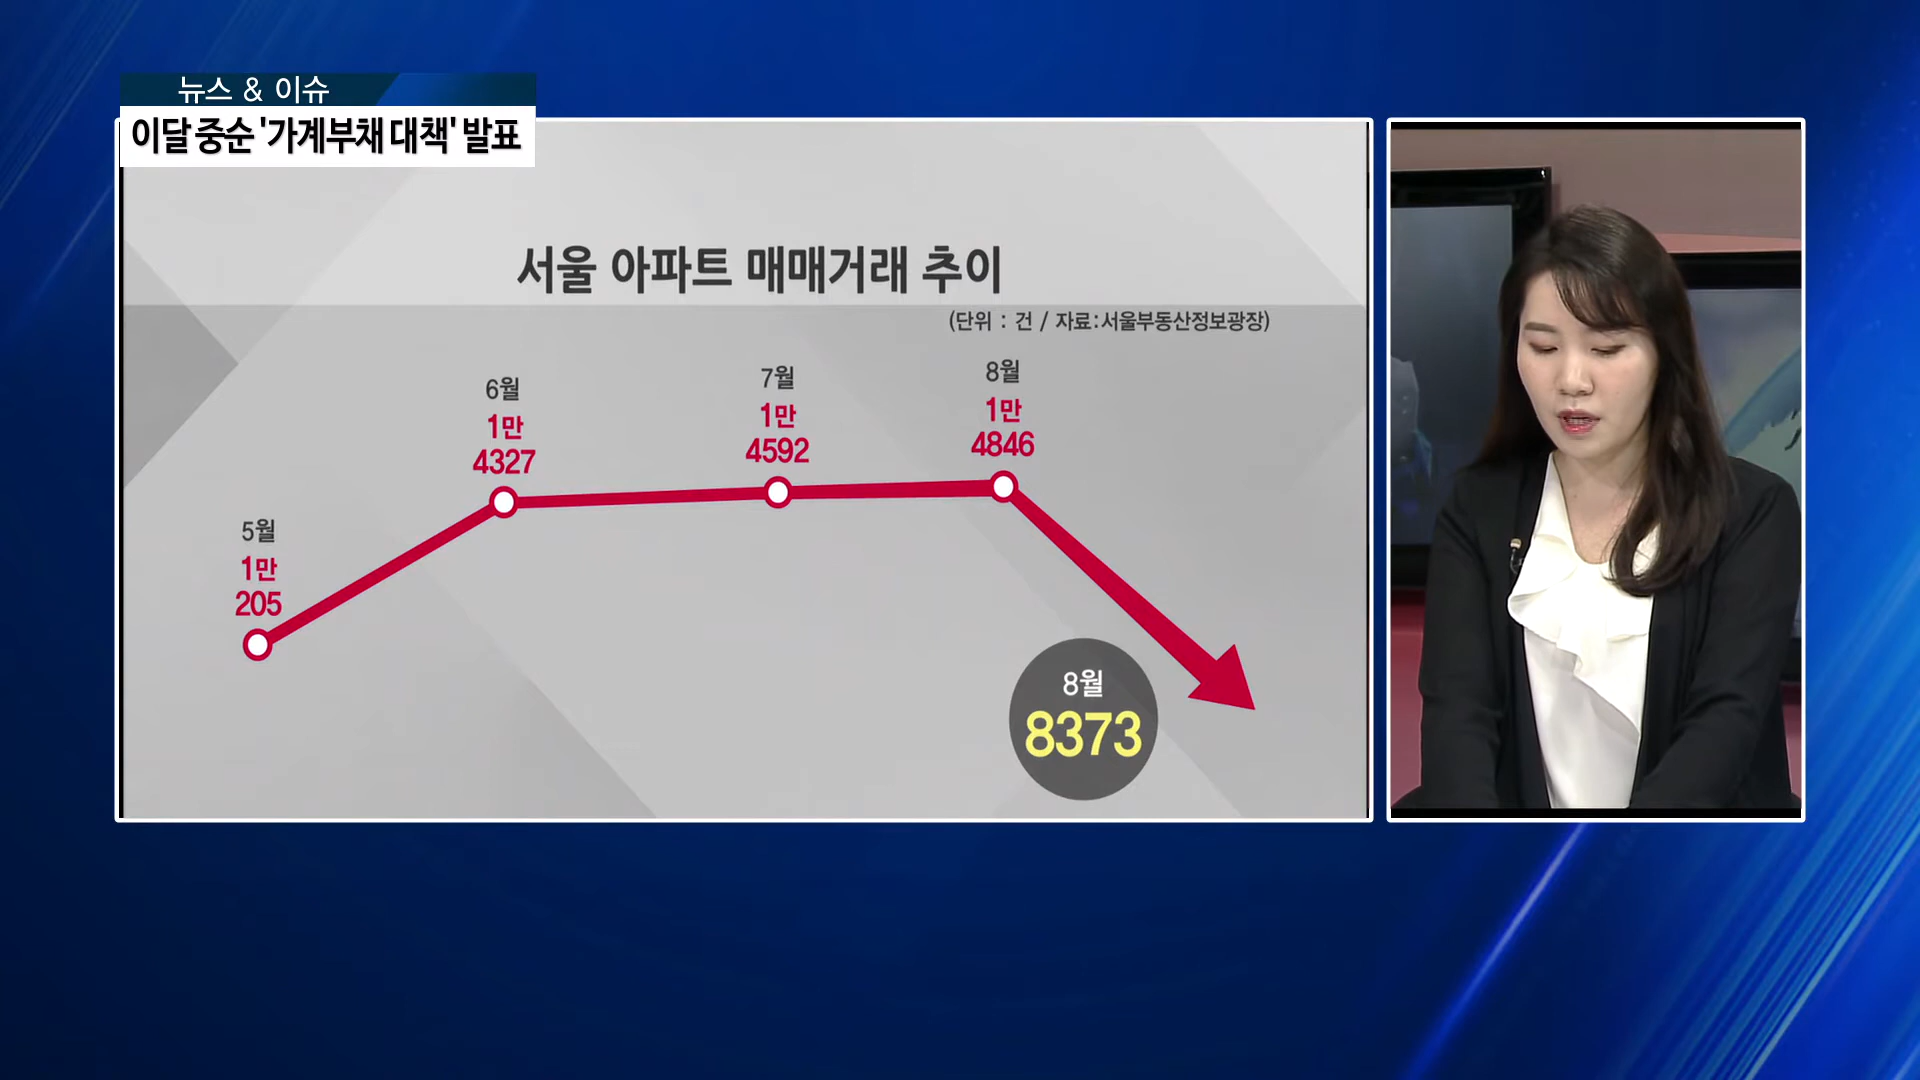 뉴스 & 이슈
이달 중순 '가계부채 대책' 발표
서울 아파트 매매거래 추이
(단위 : 건 / 자료:서울부동산정보광장)
5월
1만
205
6월
1만
4327
7월
1만
4592
8월
1만
4846
8월
8373